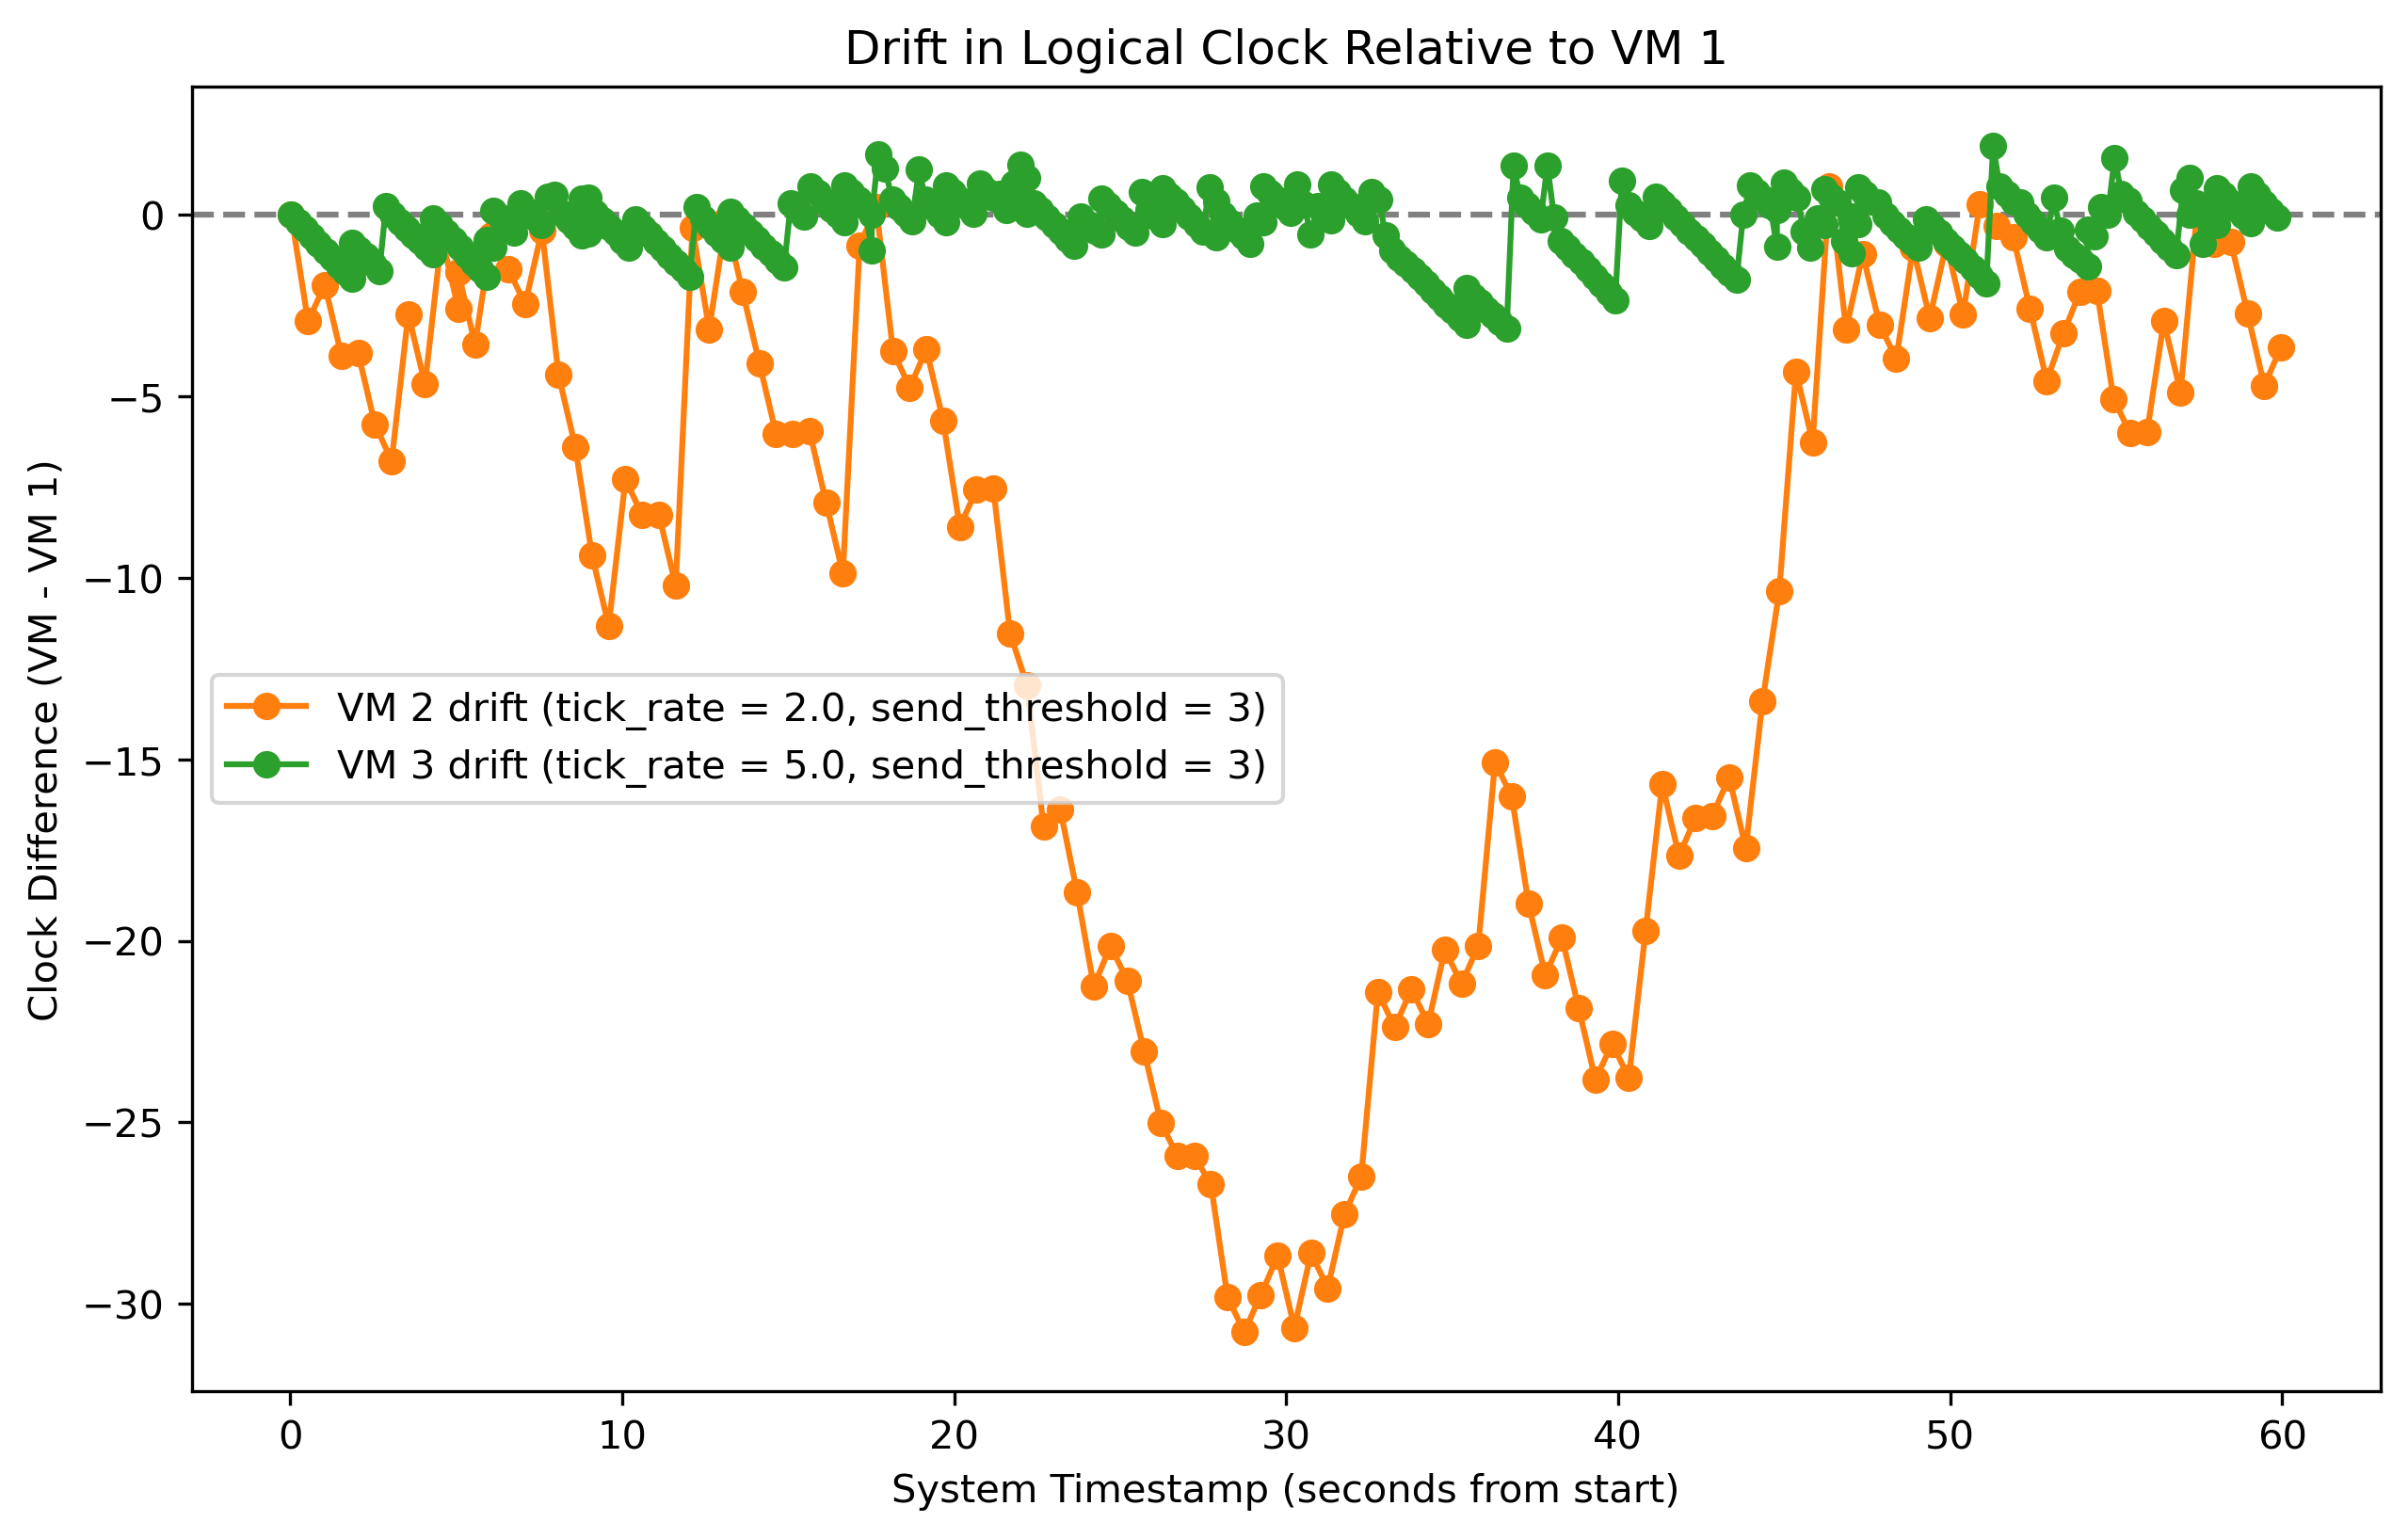 Drift in Logical Clock Relative to VM 1
Clock Difference (VM - VM 1)
0
−5
−10
−15
−20
−25
−30
VM 2 drift (tick_rate = 2.0, send_threshold = 3)
VM 3 drift (tick_rate = 5.0, send_threshold = 3)
0 10 20 30 40 50 60
System Timestamp (seconds from start)